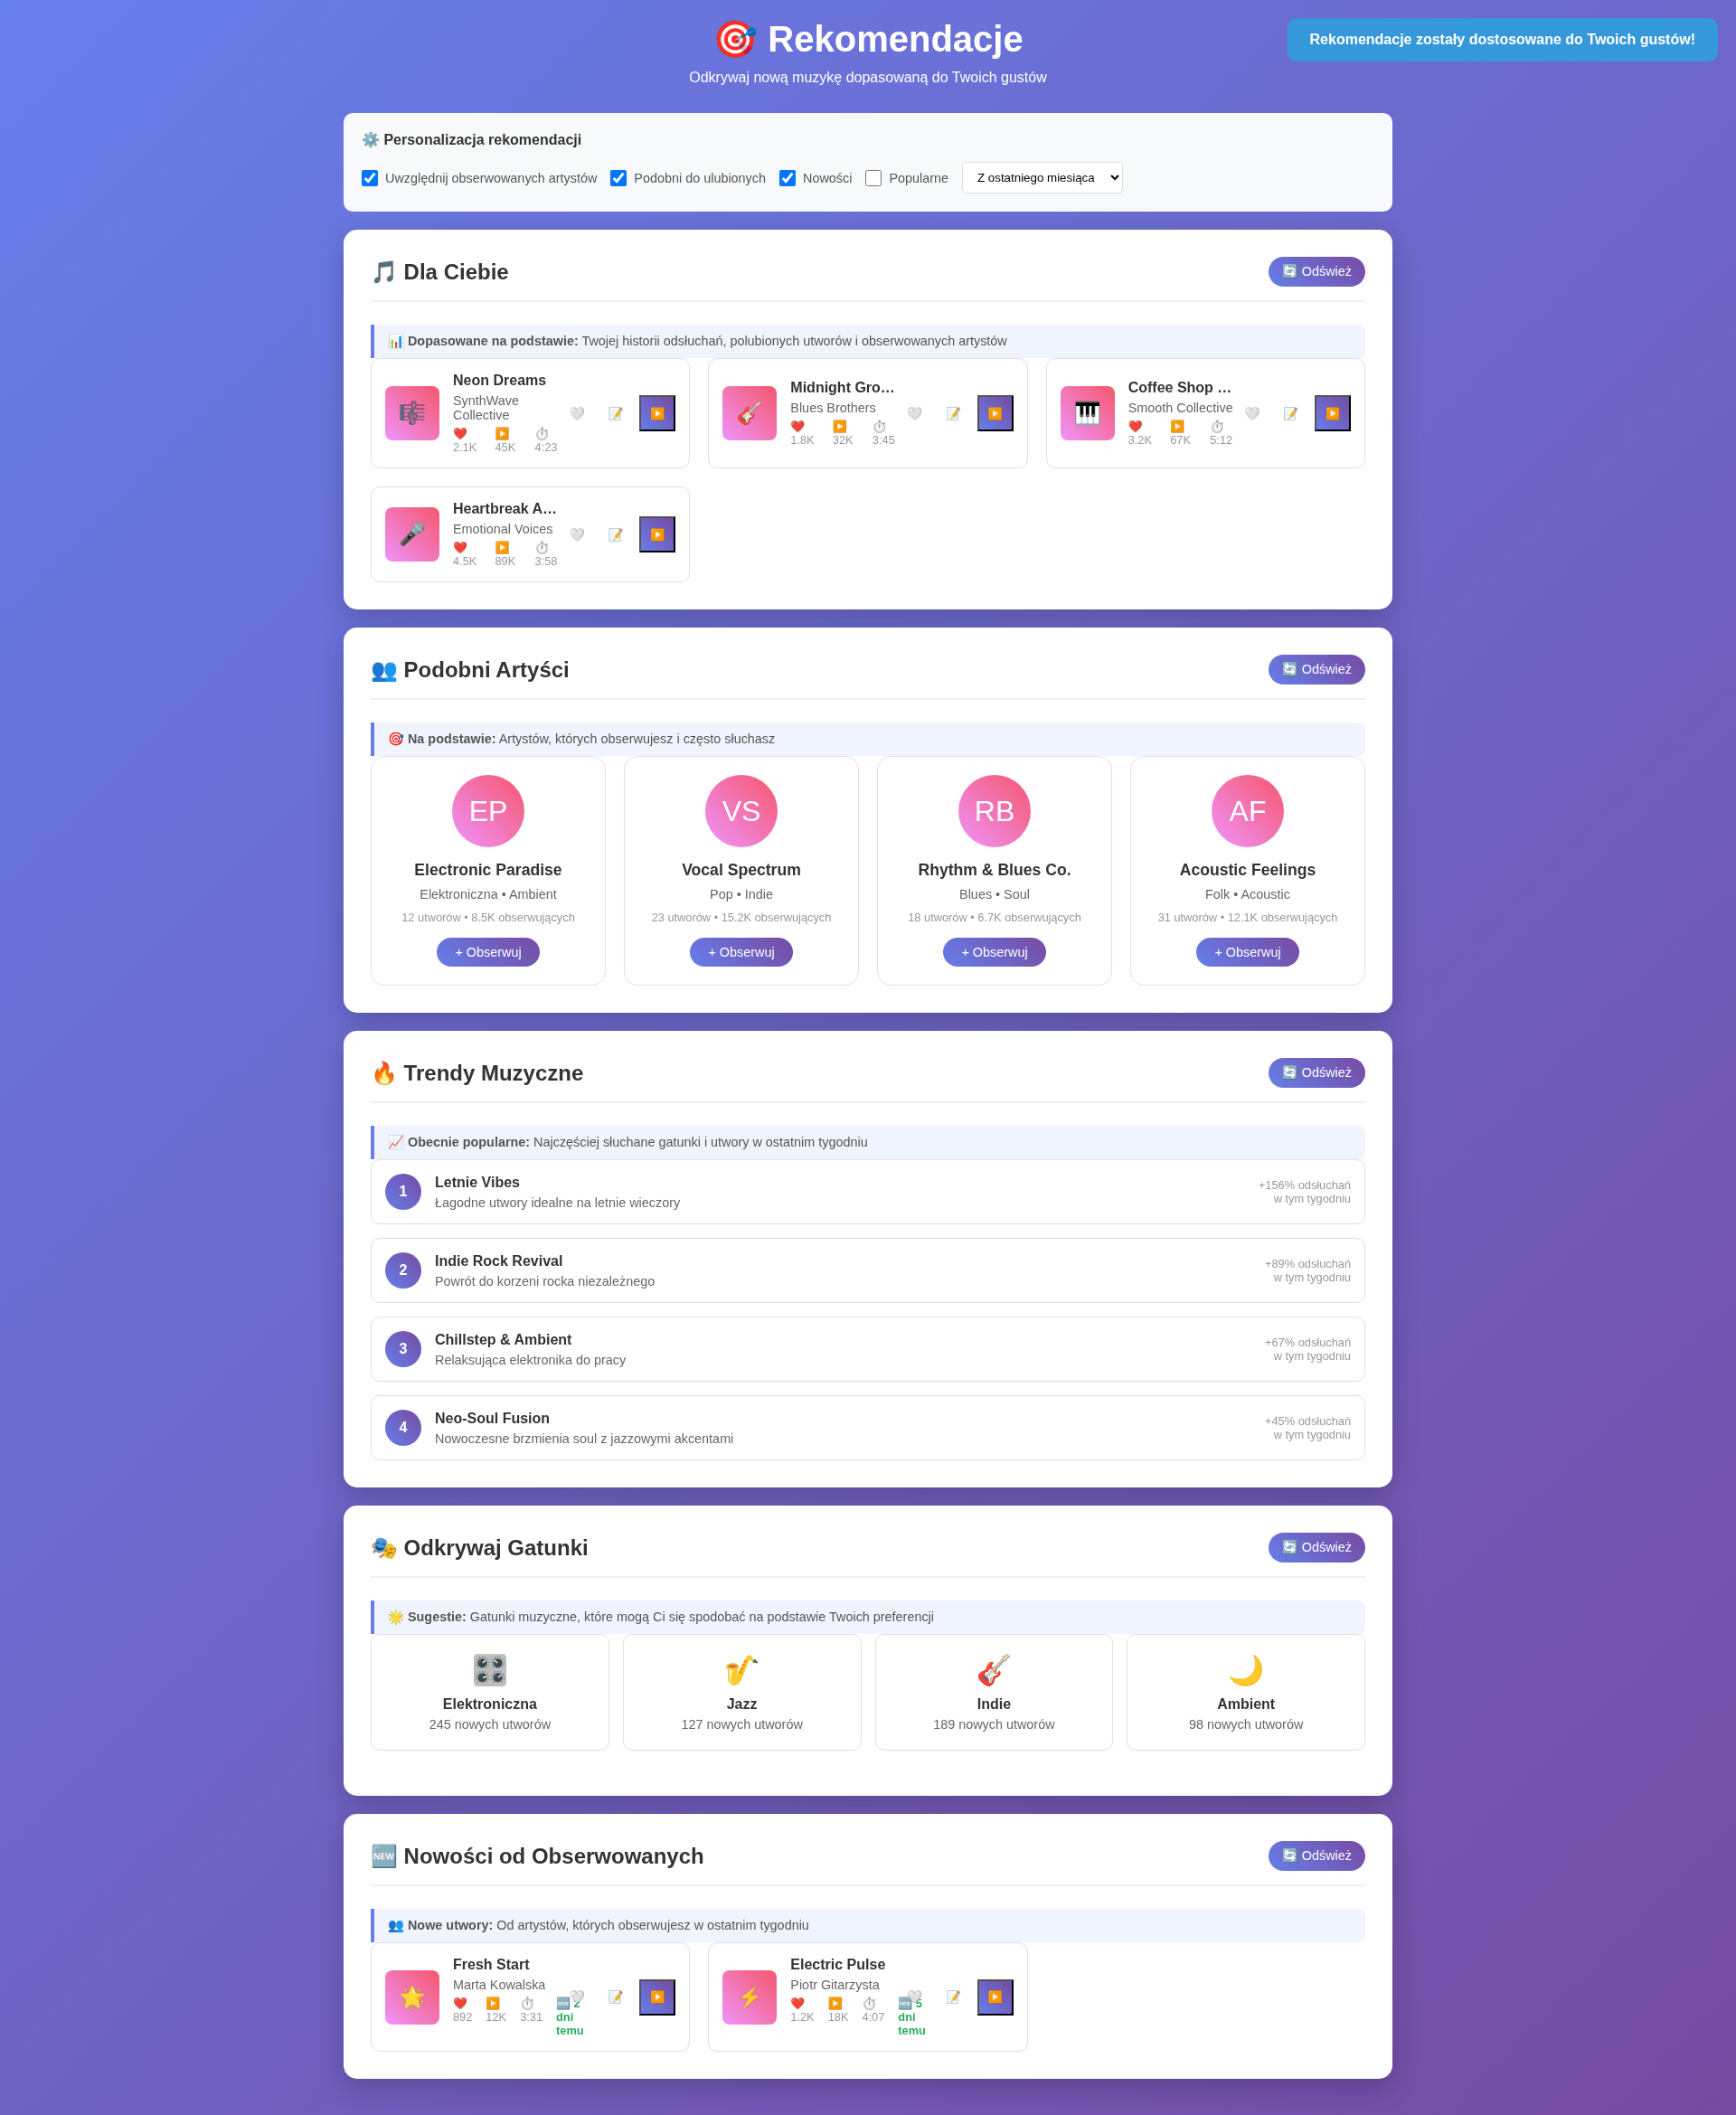 🎯 Rekomendacje
Rekomendacje zostały dostosowane do Twoich gustów!
Odkrywaj nową muzykę dopasowaną do Twoich gustów
⚙️ Personalizacja rekomendacji
Uwzględnij obserwowanych artystów
Podobni do ulubionych
Nowości
Popularne
Z ostatniego miesiąca
🎵 Dla Ciebie
🔄 Odśwież
📊 Dopasowane na podstawie: Twojej historii odsłuchań, polubionych utworów i obserwowanych artystów
Neon Dreams
SynthWave
Collective
2.1K 45K 4:23
Midnight Gro…
Blues Brothers
1.8K 32K 3:45
Coffee Shop …
Smooth Collective
3.2K 67K 5:12
Heartbreak A…
Emotional Voices
4.5K 89K 3:58
👥 Podobni Artyści
🔄 Odśwież
🎯 Na podstawie: Artystów, których obserwujesz i często słuchasz
EP
Electronic Paradise
Elektroniczna • Ambient
12 utworów • 8.5K obserwujących
+ Obserwuj
VS
Vocal Spectrum
Pop • Indie
23 utworów • 15.2K obserwujących
+ Obserwuj
RB
Rhythm & Blues Co.
Blues • Soul
18 utworów • 6.7K obserwujących
+ Obserwuj
AF
Acoustic Feelings
Folk • Acoustic
31 utworów • 12.1K obserwujących
+ Obserwuj
🔥 Trendy Muzyczne
🔄 Odśwież
📈 Obecnie popularne: Najczęściej słuchane gatunki i utwory w ostatnim tygodniu
1
Letnie Vibes
Łagodne utwory idealne na letnie wieczory
+156% odsłuchań
w tym tygodniu
2
Indie Rock Revival
Powrót do korzeni rocka niezależnego
+89% odsłuchań
w tym tygodniu
3
Chillstep & Ambient
Relaksująca elektronika do pracy
+67% odsłuchań
w tym tygodniu
4
Neo-Soul Fusion
Nowoczesne brzmienia soul z jazzowymi akcentami
+45% odsłuchań
w tym tygodniu
🎭 Odkrywaj Gatunki
🔄 Odśwież
🌟 Sugestie: Gatunki muzyczne, które mogą Ci się spodobać na podstawie Twoich preferencji
Elektroniczna
245 nowych utworów
Jazz
127 nowych utworów
Indie
189 nowych utworów
Ambient
98 nowych utworów
🆕 Nowości od Obserwowanych
🔄 Odśwież
👥 Nowe utwory: Od artystów, których obserwujesz w ostatnim tygodniu
Fresh Start
Marta Kowalska
892 12K 3:31
🆕 2
dni
temu
Electric Pulse
Piotr Gitarzysta
1.2K 18K 4:07
🆕 5
dni
temu